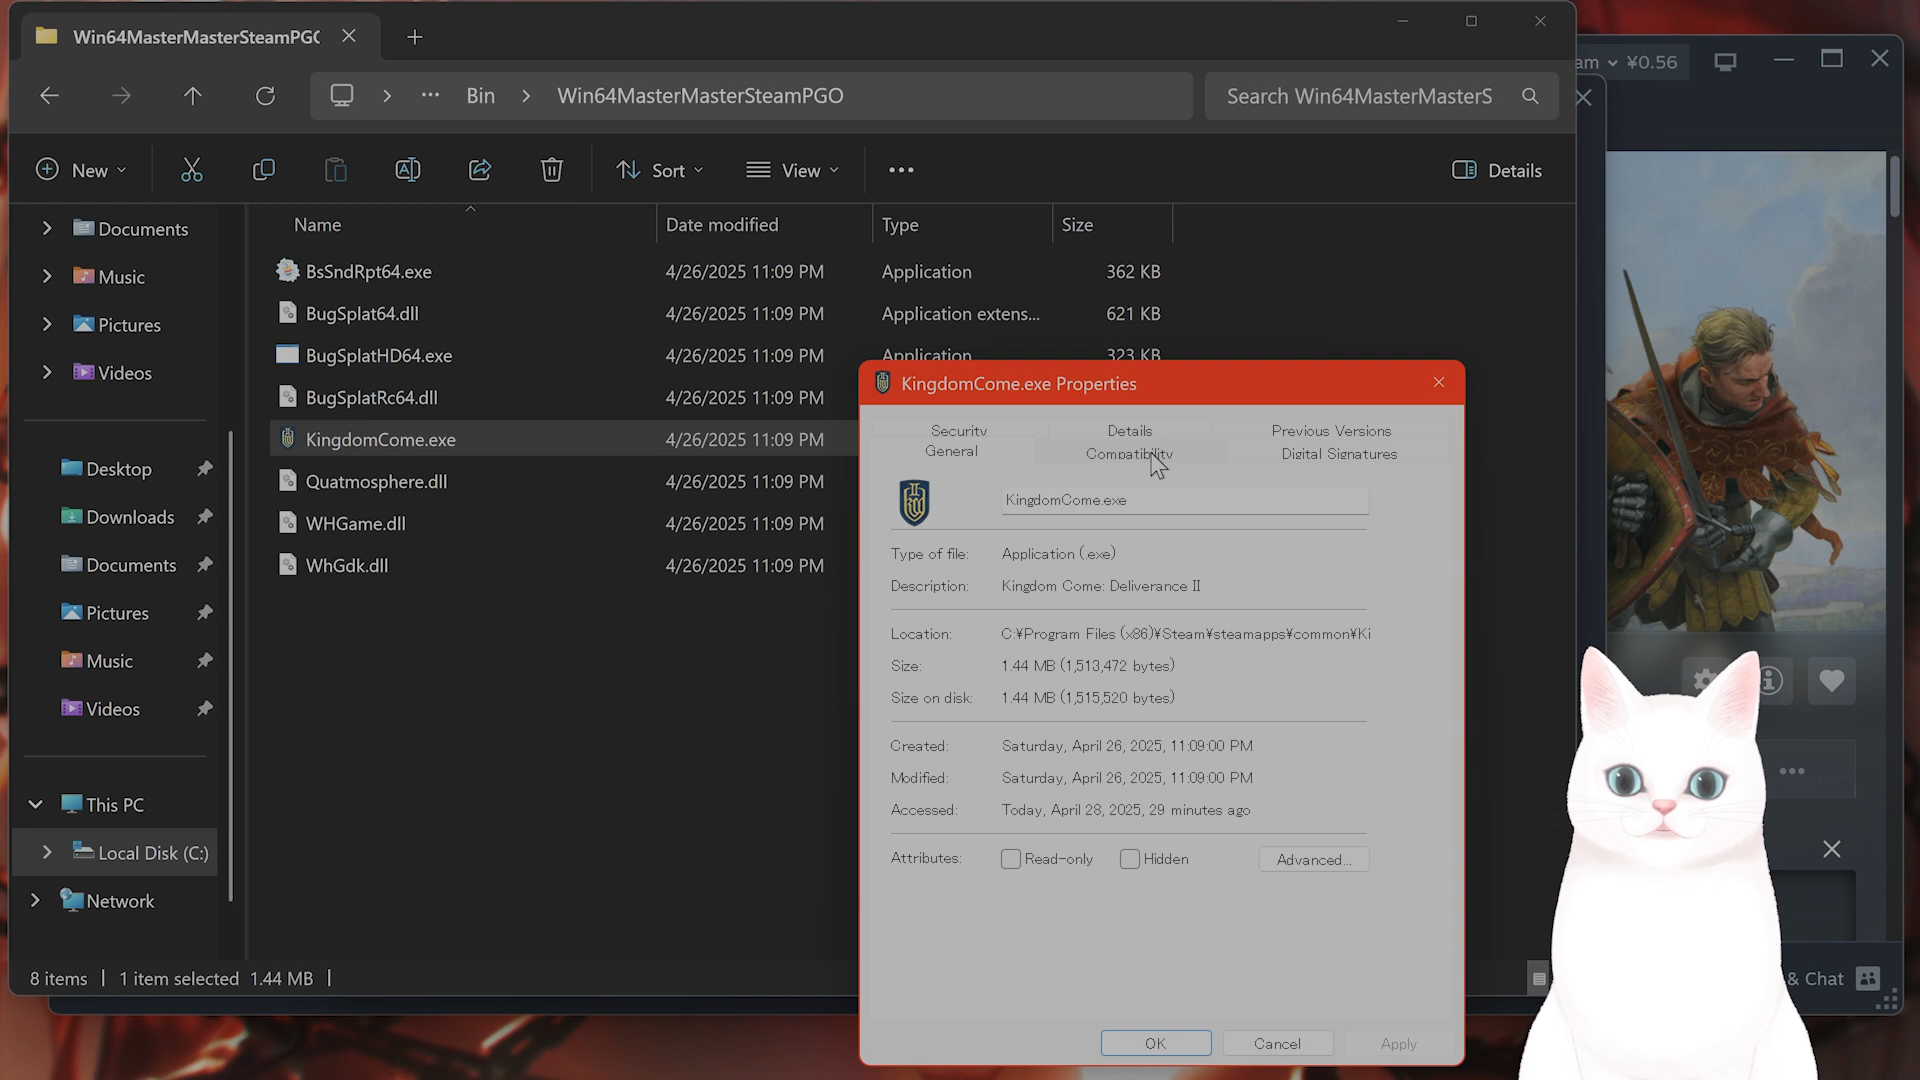 Win64MasterMasterSteamPG
Bin
Win64MasterMasterSteamPGO
Search Win64MasterMasterS
am ¥0.56
New
Sort
View
Details
Name
Date modified
Type
Size
Documents
Music
Pictures
Videos
Desktop
Downloads
Documents
Pictures
Music
Videos
This PC
Local Disk (C:)
Network
BsSndRpt64.exe 4/26/2025 11:09 PM Application 362 KB
BugSplat64.dll 4/26/2025 11:09 PM Application extens... 621 KB
BugSplatHD64.exe 4/26/2025 11:09 PM Application 323 KB
BugSplatRc64.dll 4/26/2025 11:09 PM
KingdomCome.exe 4/26/2025 11:09 PM
Quatmosphere.dll 4/26/2025 11:09 PM
WHGame.dll 4/26/2025 11:09 PM
WhGdk.dll 4/26/2025 11:09 PM
8 items | 1 item selected 1.44 MB |
KingdomCome.exe Properties
Security Details Previous Versions
General Compatibility Digital Signatures
KingdomCome.exe
Type of file: Application (.exe)
Description: Kingdom Come: Deliverance II
Location: C:¥Program Files (x86)¥Steam¥steamapps¥common¥Ki
Size: 1.44 MB (1,513,472 bytes)
Size on disk: 1.44 MB (1,515,520 bytes)
Created: Saturday, April 26, 2025, 11:09:00 PM
Modified: Saturday, April 26, 2025, 11:09:00 PM
Accessed: Today, April 28, 2025, 29 minutes ago
Attributes: Read-only Hidden Advanced...
OK Cancel Apply
& Chat